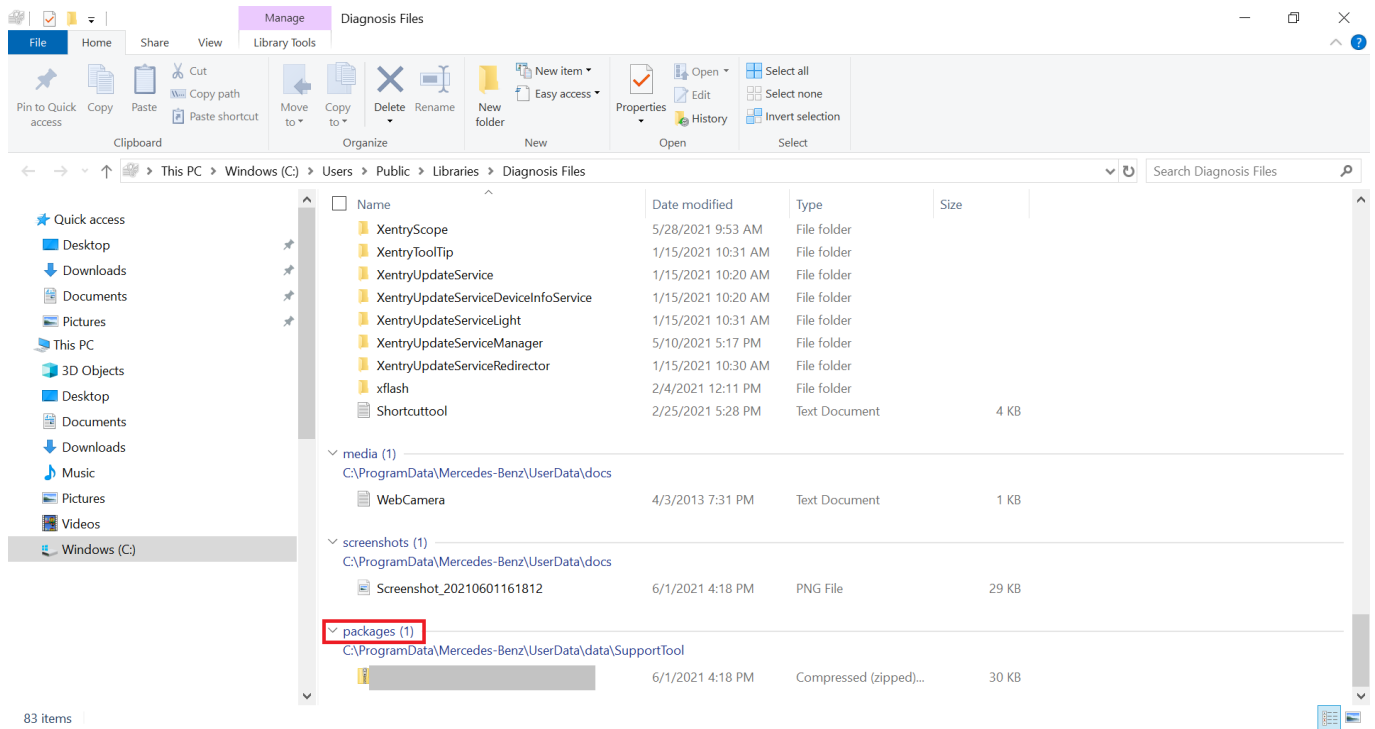 Manage
Diagnosis Files
File
Home
Share
View
Library Tools
Pin to Quick access
Copy
Paste
Cut
Copy path
Paste shortcut
Clipboard
Move to
Copy to
Delete
Rename
Organize
New folder
New item
Easy access
New
Properties
Open
Edit
History
Open
Select all
Select none
Invert selection
Select
This PC > Windows (C:) > Users > Public > Libraries > Diagnosis Files
Search Diagnosis Files
Quick access
Desktop
Downloads
Documents
Pictures
This PC
3D Objects
Desktop
Documents
Downloads
Music
Pictures
Videos
Windows (C:)
Name Date modified Type Size
XentryScope 5/28/2021 9:53 AM File folder
XentryToolTip 1/15/2021 10:31 AM File folder
XentryUpdateService 1/15/2021 10:20 AM File folder
XentryUpdateServiceDeviceInfoService 1/15/2021 10:20 AM File folder
XentryUpdateServiceLight 1/15/2021 10:31 AM File folder
XentryUpdateServiceManager 5/10/2021 5:17 PM File folder
XentryUpdateServiceRedirector 1/15/2021 10:30 AM File folder
xflash 2/4/2021 12:11 PM File folder
Shortcuttool 2/25/2021 5:28 PM Text Document 4 KB
media (1)
C:\ProgramData\Mercedes-Benz\UserData\docs
WebCamera 4/3/2013 7:31 PM Text Document 1 KB
screenshots (1)
C:\ProgramData\Mercedes-Benz\UserData\docs
Screenshot_20210601161812 6/1/2021 4:18 PM PNG File 29 KB
packages (1)
C:\ProgramData\Mercedes-Benz\UserData\data\SupportTool
6/1/2021 4:18 PM Compressed (zipped)... 30 KB
83 items